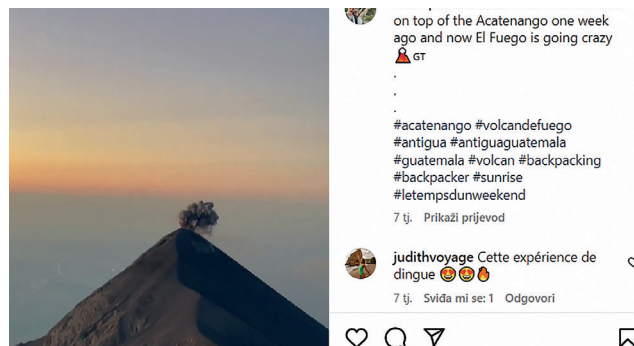 on top of the Acatenango one week
ago and now El Fuego is going crazy
🌋GT
.
.
.
#acatenango #volcandefuego
#antigua #antiguaguatemala
#guatemala #volcan #backpacking
#backpacker #sunrise
#letempsdunweekend
7 tj. Prikaži prijevod
judithvoyage Cette expérience de
dingue 😍😍🔥
7 tj. Sviđa mi se: 1 Odgovori